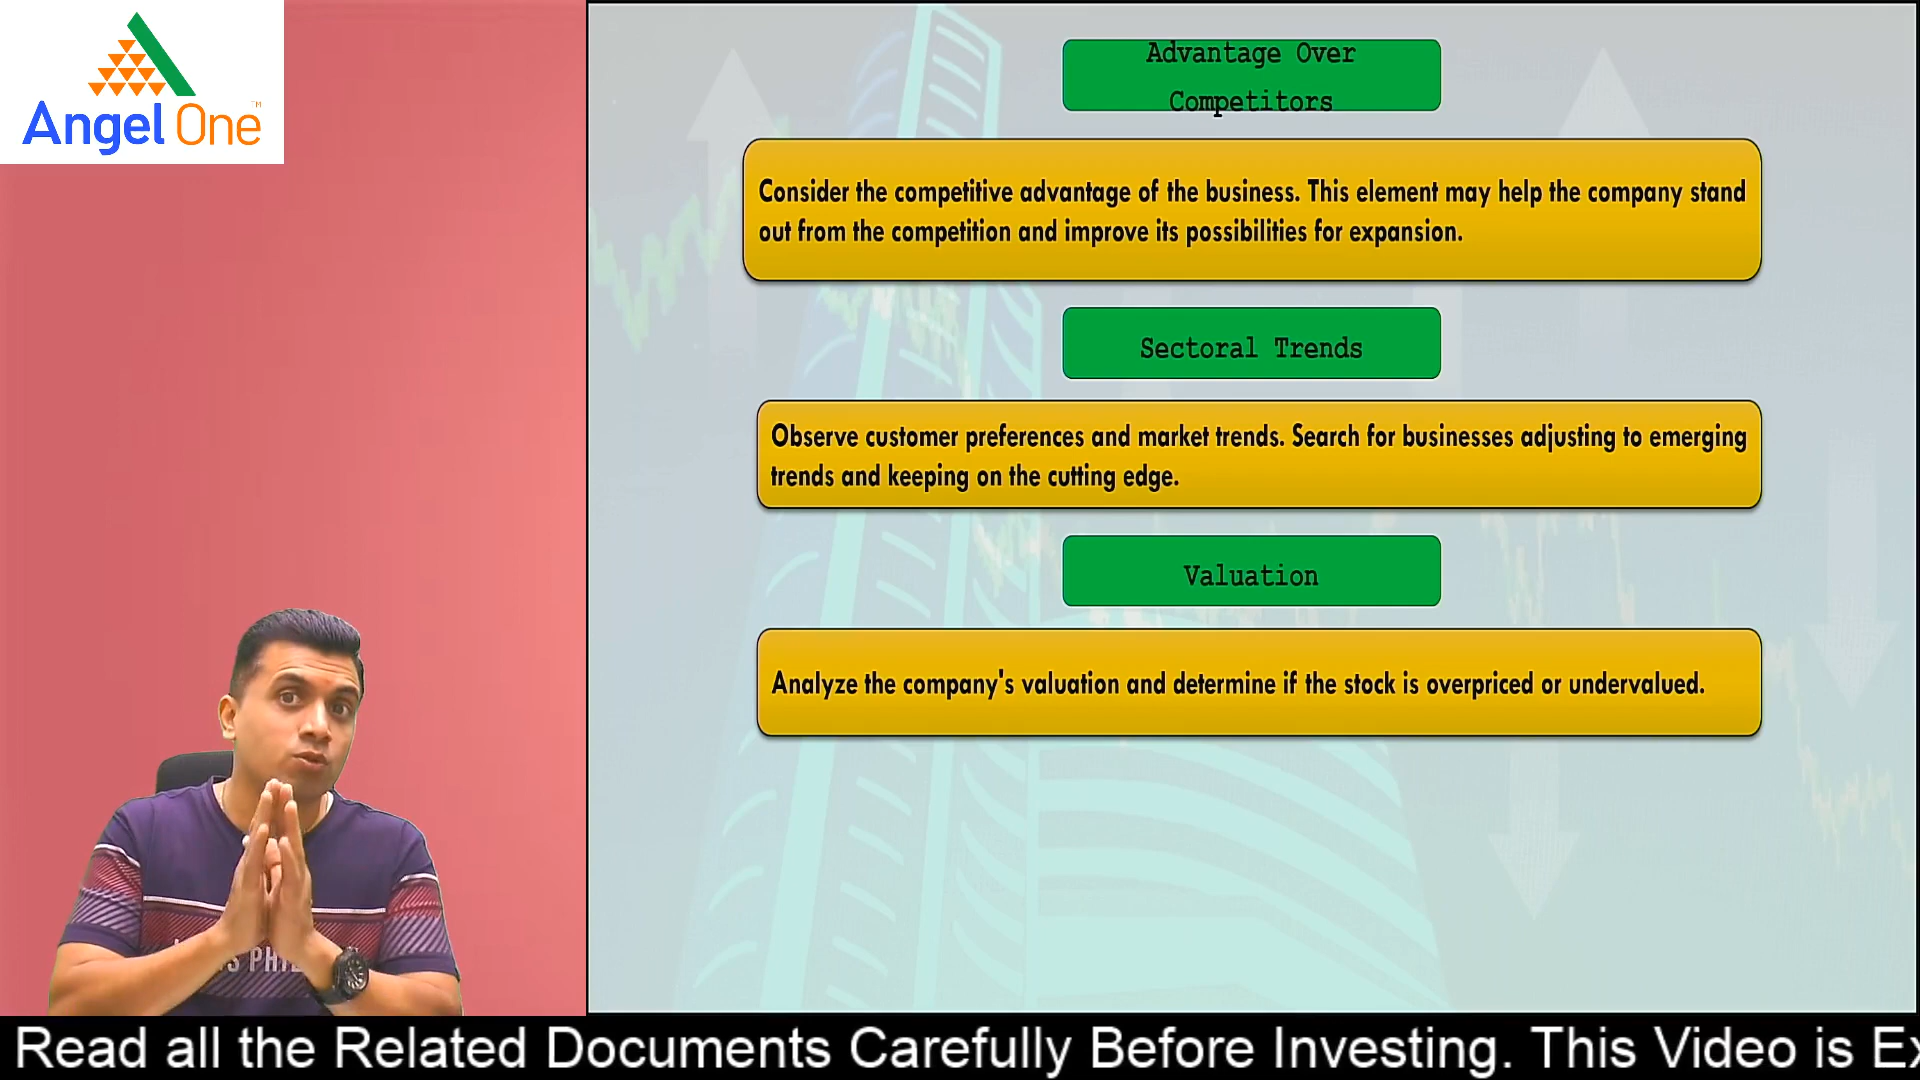 Angel One
TM
Advantage Over
Competitors
Consider the competitive advantage of the business. This element may help the company stand
out from the competition and improve its possibilities for expansion.
Sectoral Trends
Observe customer preferences and market trends. Search for businesses adjusting to emerging
trends and keeping on the cutting edge.
Valuation
Analyze the company's valuation and determine if the stock is overpriced or undervalued.
Read all the Related Documents Carefully Before Investing. This Video is